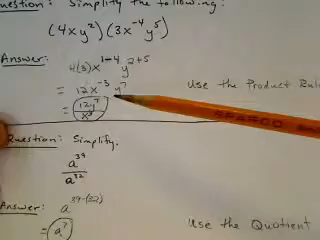 Question: Simplify the following:
(4xy²)(3x⁻⁴y⁵)
Answer:
4(3)x¹⁻⁴y²⁺⁵
= 12x⁻³y⁷ Use the Product Rule
= 12y⁷/x³
Question: Simplify.
a³⁹/a³²
Answer: a³⁹⁻⁽³²⁾
= a⁷ Use the Quotient